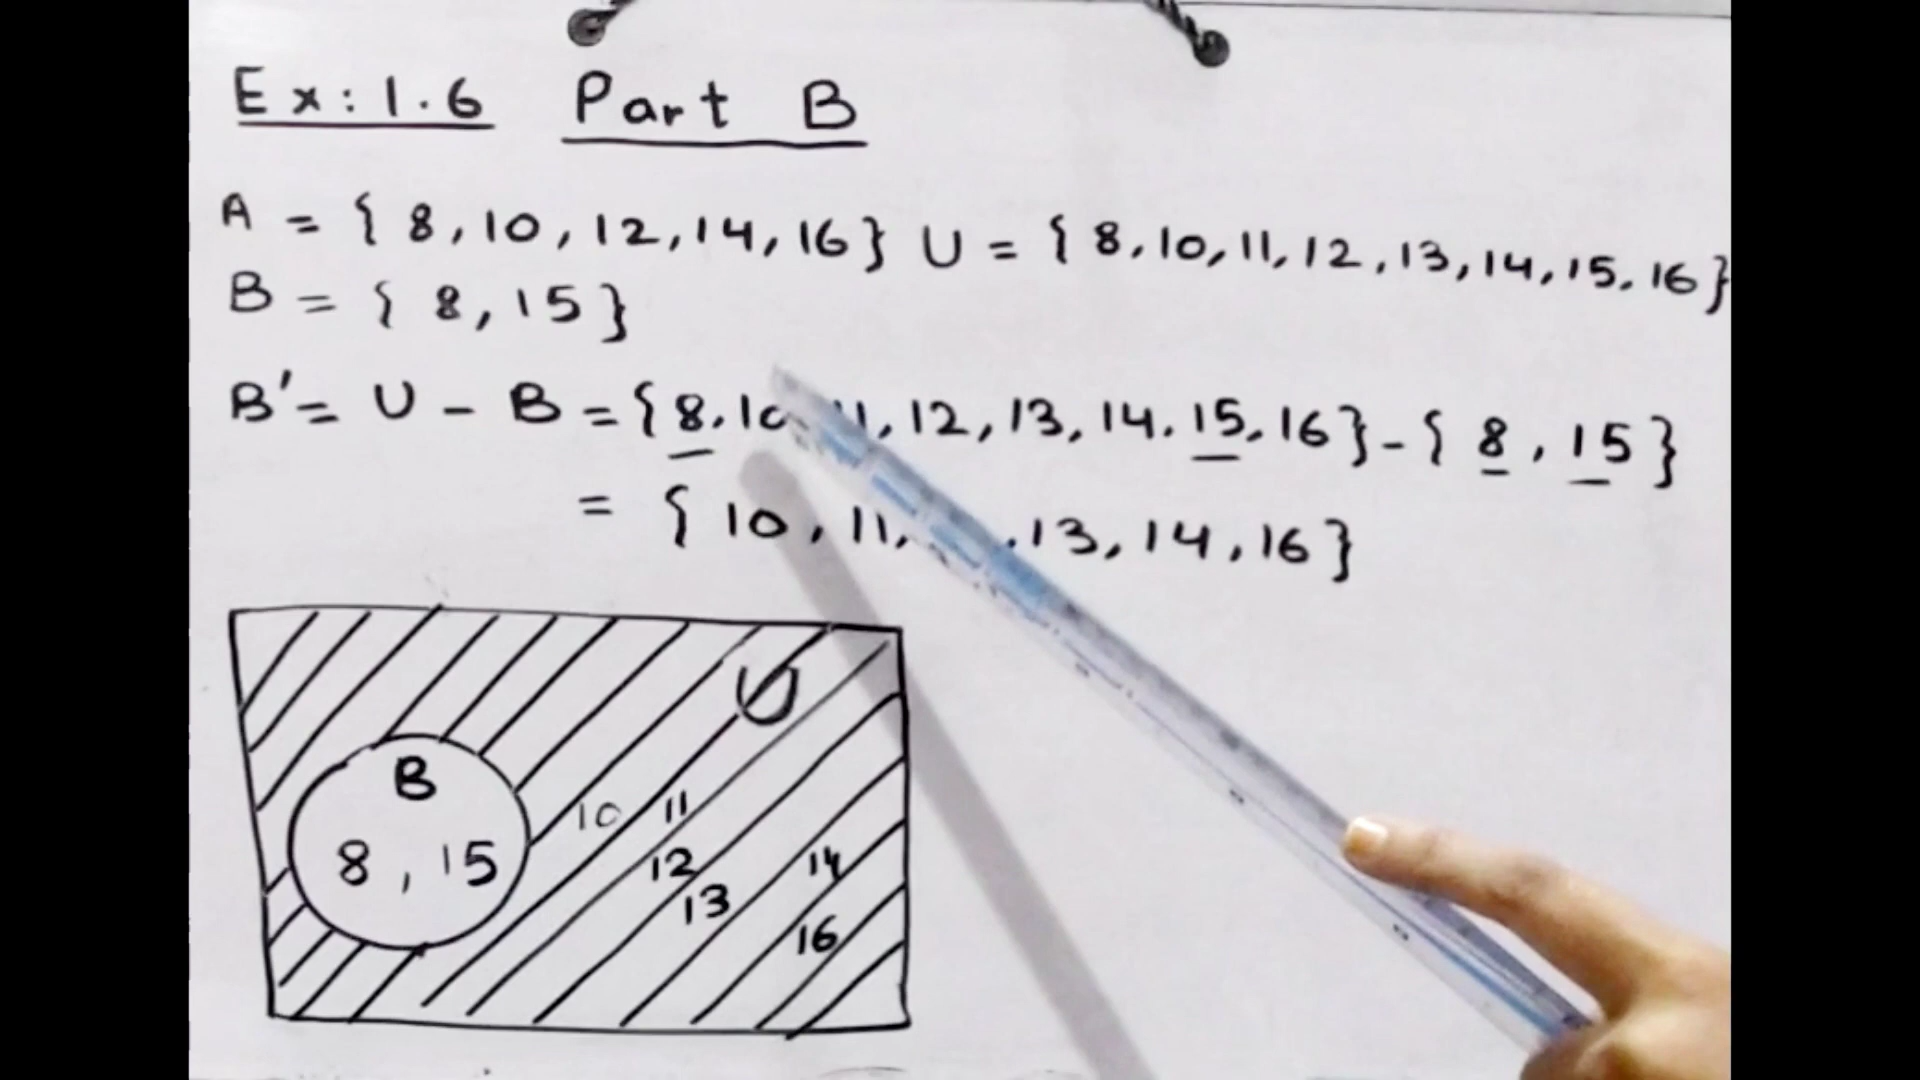 Ex: 1.6 Part B
A = { 8, 10, 12, 14, 16 } U = { 8, 10, 11, 12, 13, 14, 15, 16 }
B = { 8, 15 }
B' = U - B = { 8, 10 11, 12, 13, 14, 15, 16 } - { 8, 15 }
= { 10, 11, , 13, 14, 16 }
U
B
10 11
8, 15
12 14
13
16